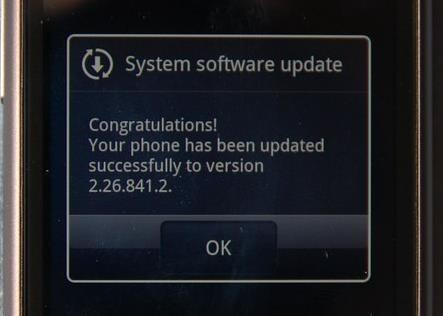 System software update
Congratulations!
Your phone has been updated
successfully to version
2.26.841.2.
OK